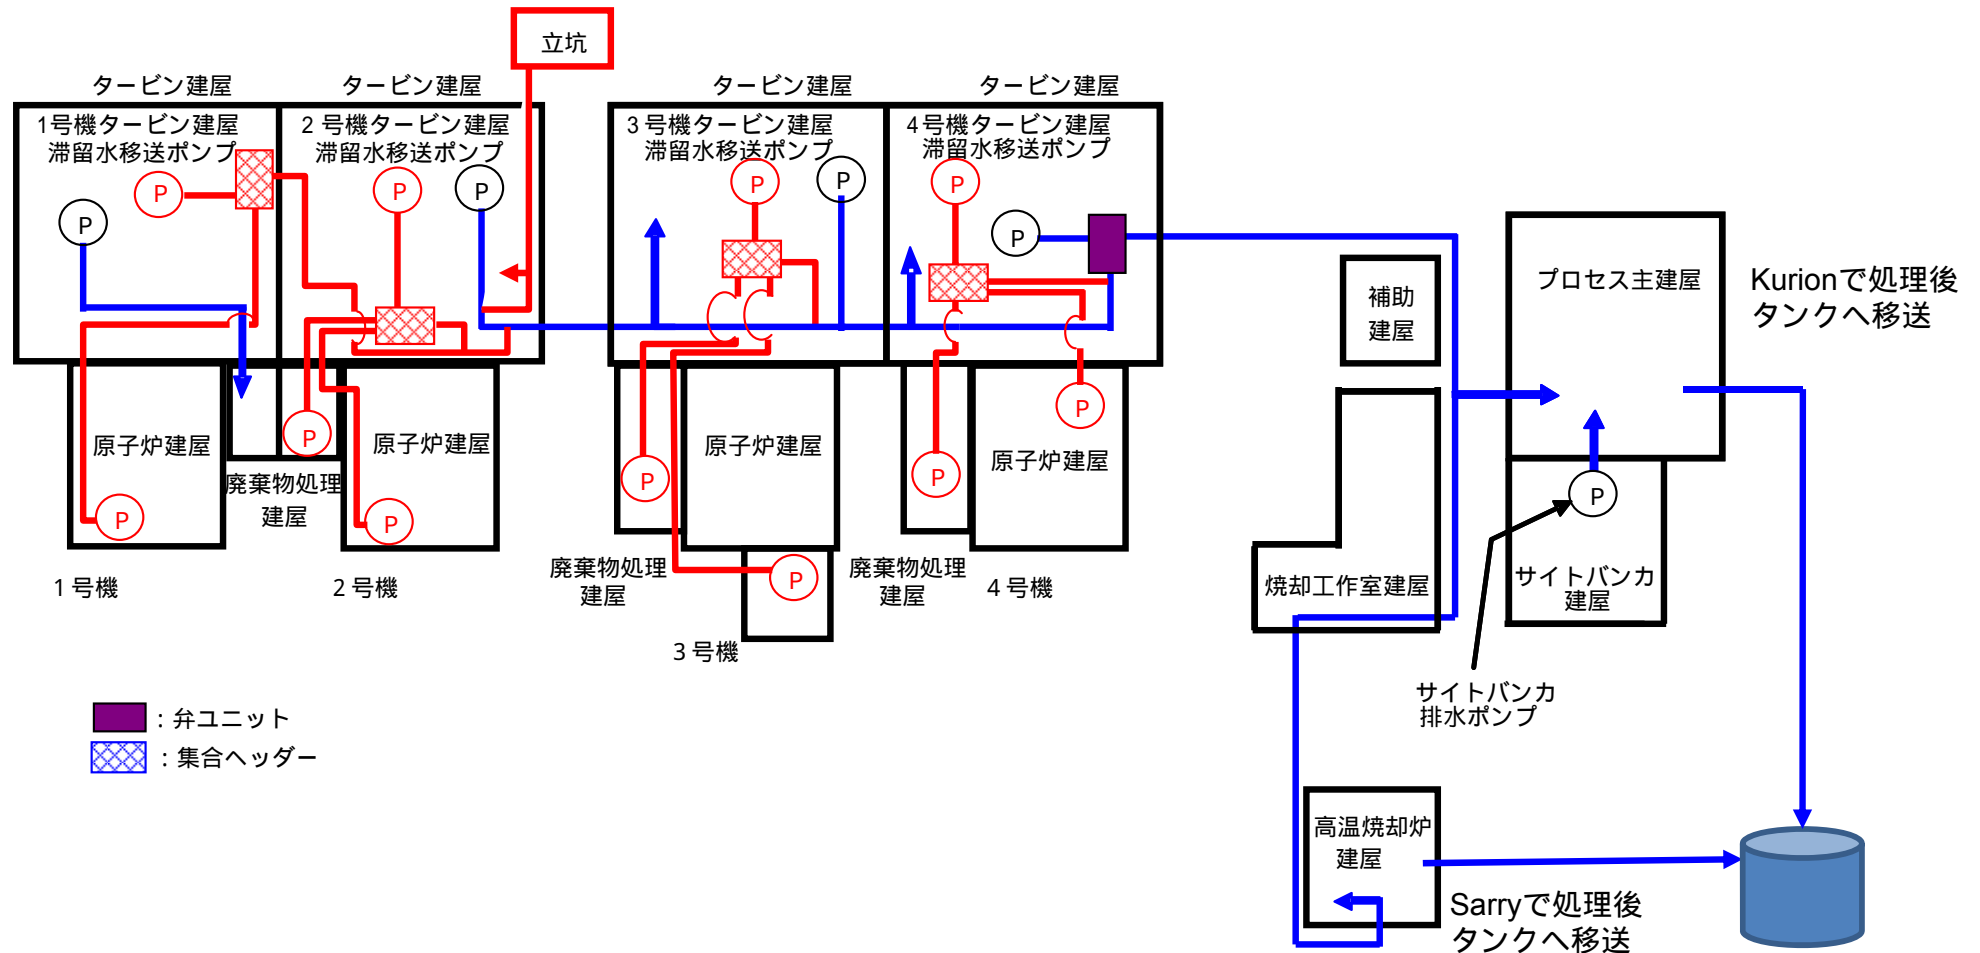 立坑
タービン建屋
タービン建屋
タービン建屋
タービン建屋
1号機タービン建屋
滞留水移送ポンプ
2号機タービン建屋
滞留水移送ポンプ
3号機タービン建屋
滞留水移送ポンプ
4号機タービン建屋
滞留水移送ポンプ
P
P
P
P
P
P
P
P
補助
建屋
プロセス主建屋
Kurionで処理後
タンクへ移送
原子炉建屋
P
P
廃棄物処理
建屋
原子炉建屋
P
P
原子炉建屋
P
P
原子炉建屋
P
廃棄物処理
建屋
廃棄物処理
建屋
1号機
2号機
3号機
4号機
焼却工作室建屋
P
サイトバンカ
建屋
サイトバンカ
排水ポンプ
:弁ユニット
:集合ヘッダー
高温焼却炉
建屋
Sarryで処理後
タンクへ移送